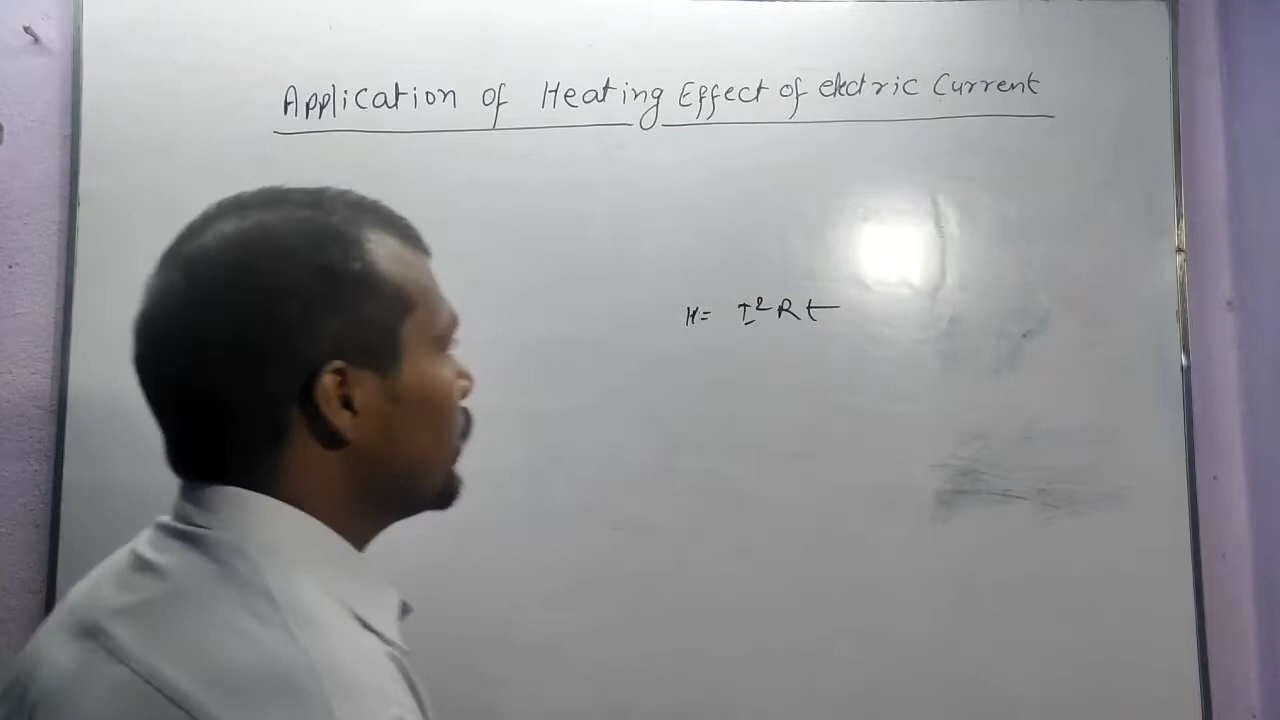 Application of Heating Effect of electric Current
H= I²Rt